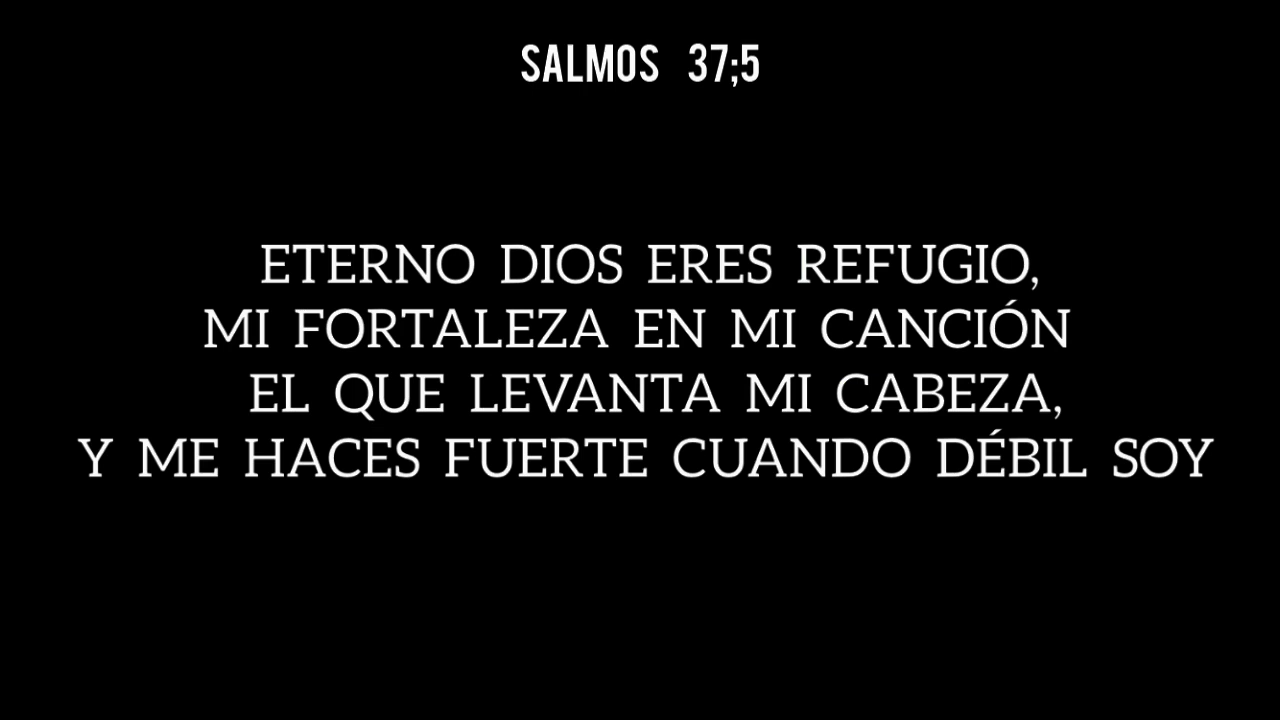 SALMOS 37;5
ETERNO DIOS ERES REFUGIO,
MI FORTALEZA EN MI CANCIÓN
EL QUE LEVANTA MI CABEZA,
Y ME HACES FUERTE CUANDO DÉBIL SOY